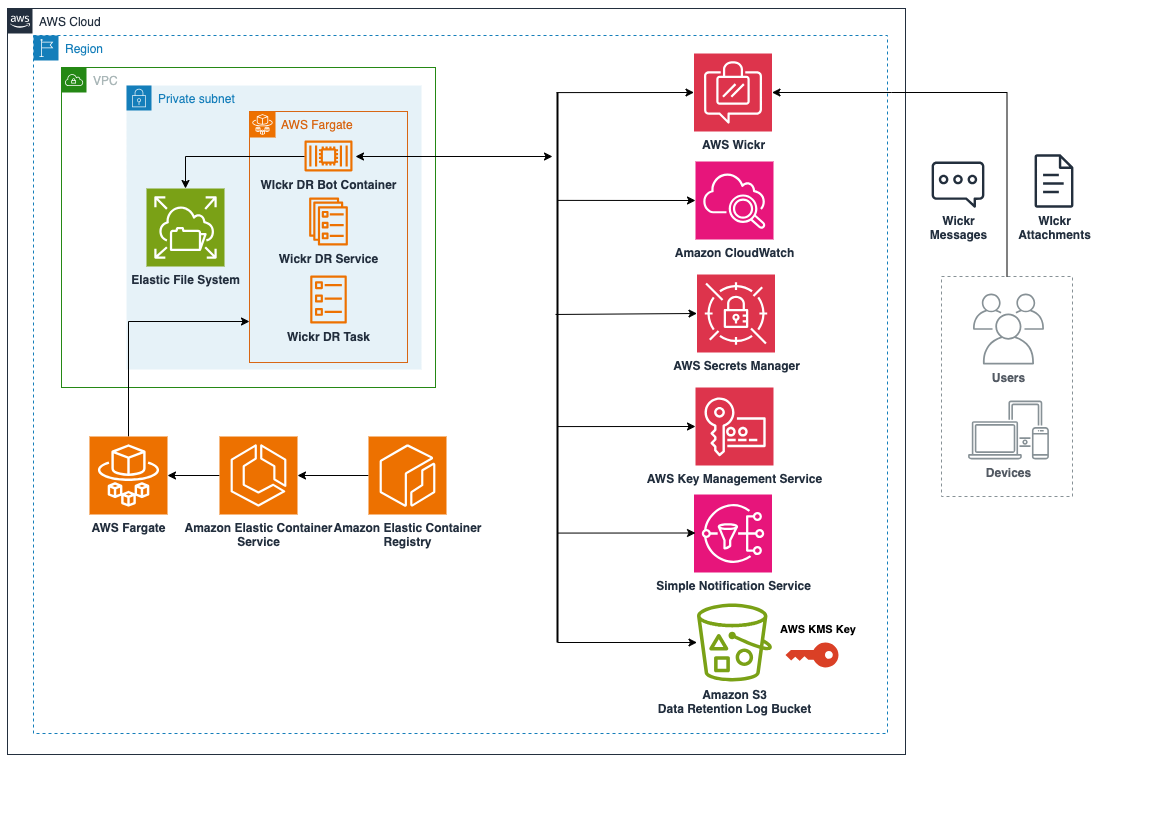 aws
AWS Cloud
Region
VPC
Private subnet
AWS Fargate
WIckr DR Bot Container
Wickr DR Service
Wickr DR Task
Elastic File System
AWS Fargate
Amazon Elastic Container
Service
Amazon Elastic Container
Registry
AWS Wickr
Amazon CloudWatch
AWS Secrets Manager
AWS Key Management Service
Simple Notification Service
AWS KMS Key
Amazon S3
Data Retention Log Bucket
Wickr
Messages
WIckr
Attachments
Users
Devices